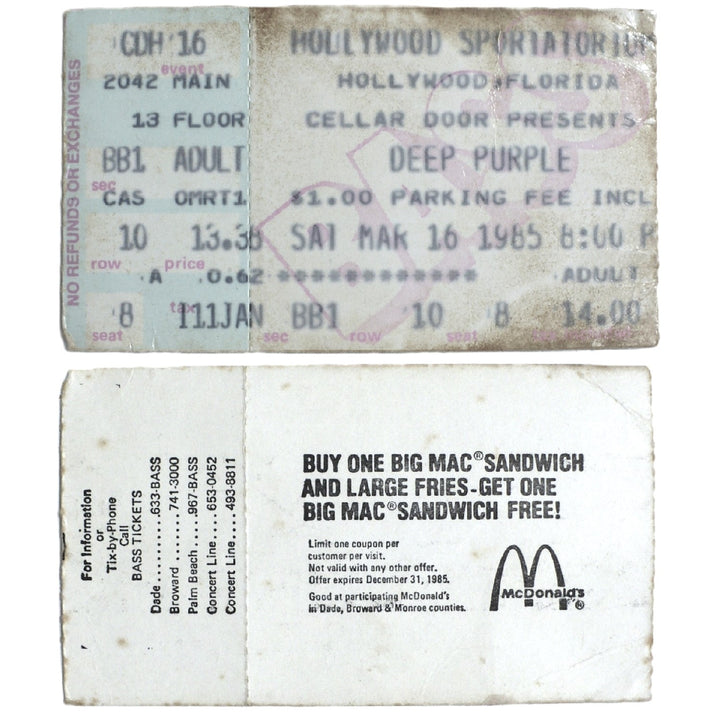 NO REFUNDS OR EXCHANGES
CDH 16
event
2042 MAIN
13 FLOOR
BB1 ADULT
sec
CAS OMRT1
10 13.38
row price
A 0.62
8 111JAN
seat tax
HOLLYWOOD SPORTATORIUM
HOLLYWOOD, FLORIDA
CELLAR DOOR PRESENTS
DEEP PURPLE
$1.00 PARKING FEE INCL
SAT MAR 16 1985 8:00 P
************ ADULT
BB1 10 8 14.00
sec row seat
BASS
For Information
or
Tix-by-Phone
Call
BASS TICKETS
Dade..........633-BASS
Broward .......741-3000
Palm Beach.....967-BASS
Concert Line....653-0452
Concert Line....493-8811
BUY ONE BIG MAC® SANDWICH
AND LARGE FRIES-GET ONE
BIG MAC® SANDWICH FREE!
Limit one coupon per
customer per visit.
Not valid with any other offer.
Offer expires December 31, 1985.
Good at participating McDonald's
in Dade, Broward & Monroe counties.
McDonald's®